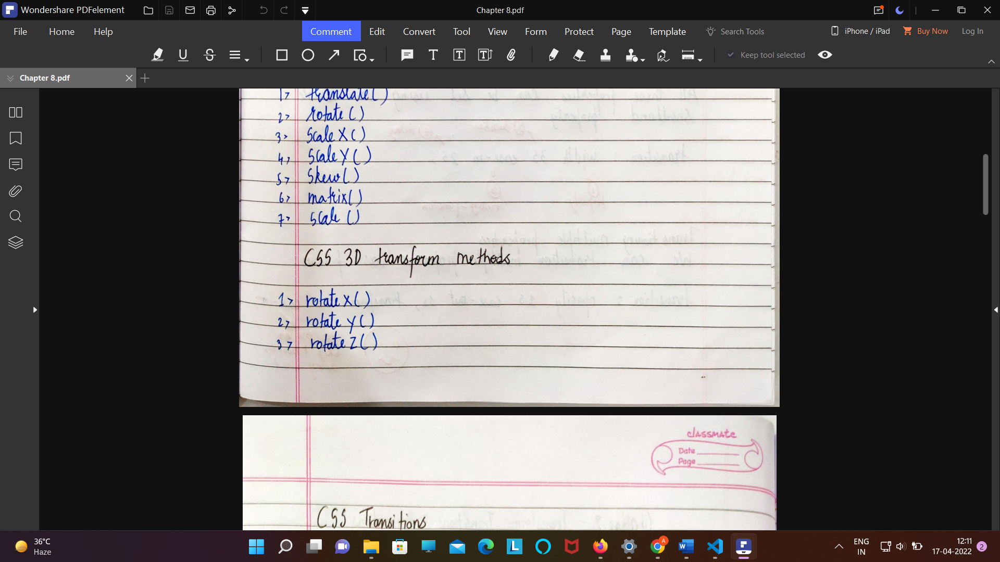 Wondershare PDFelement
Chapter 8.pdf
File Home Help Comment Edit Convert Tool View Form Protect Page Template Search Tools iPhone / iPad Buy Now Log In
Keep tool selected
Chapter 8.pdf
1> translate()
2> rotate ()
3> Scale X ()
4> Scale Y ()
5> Skew()
6> matrix()
7> scale ()
CSS 3D transform methods
1> rotate X()
2> rotate Y()
3> rotate Z()
classmate
Date
Page
CSS Transitions
36°C
Haze
ENG
IN
12:11
17-04-2022
2